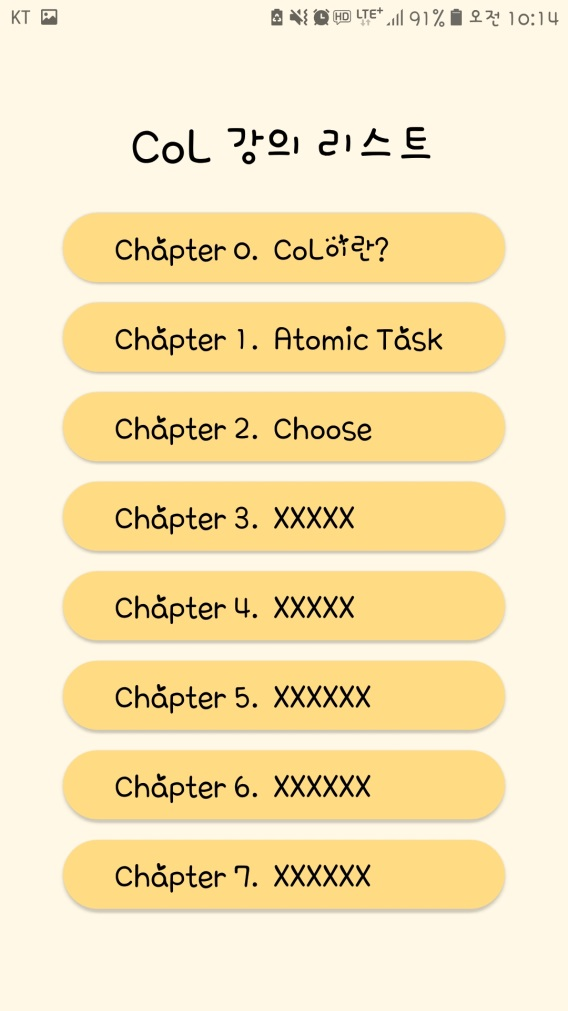 KT HD LTE+ 91% 오전 10:14
CoL 강의 리스트
Chapter 0. CoL이란?
Chapter 1. Atomic Task
Chapter 2. Choose
Chapter 3. XXXXX
Chapter 4. XXXXX
Chapter 5. XXXXXX
Chapter 6. XXXXXX
Chapter 7. XXXXXX